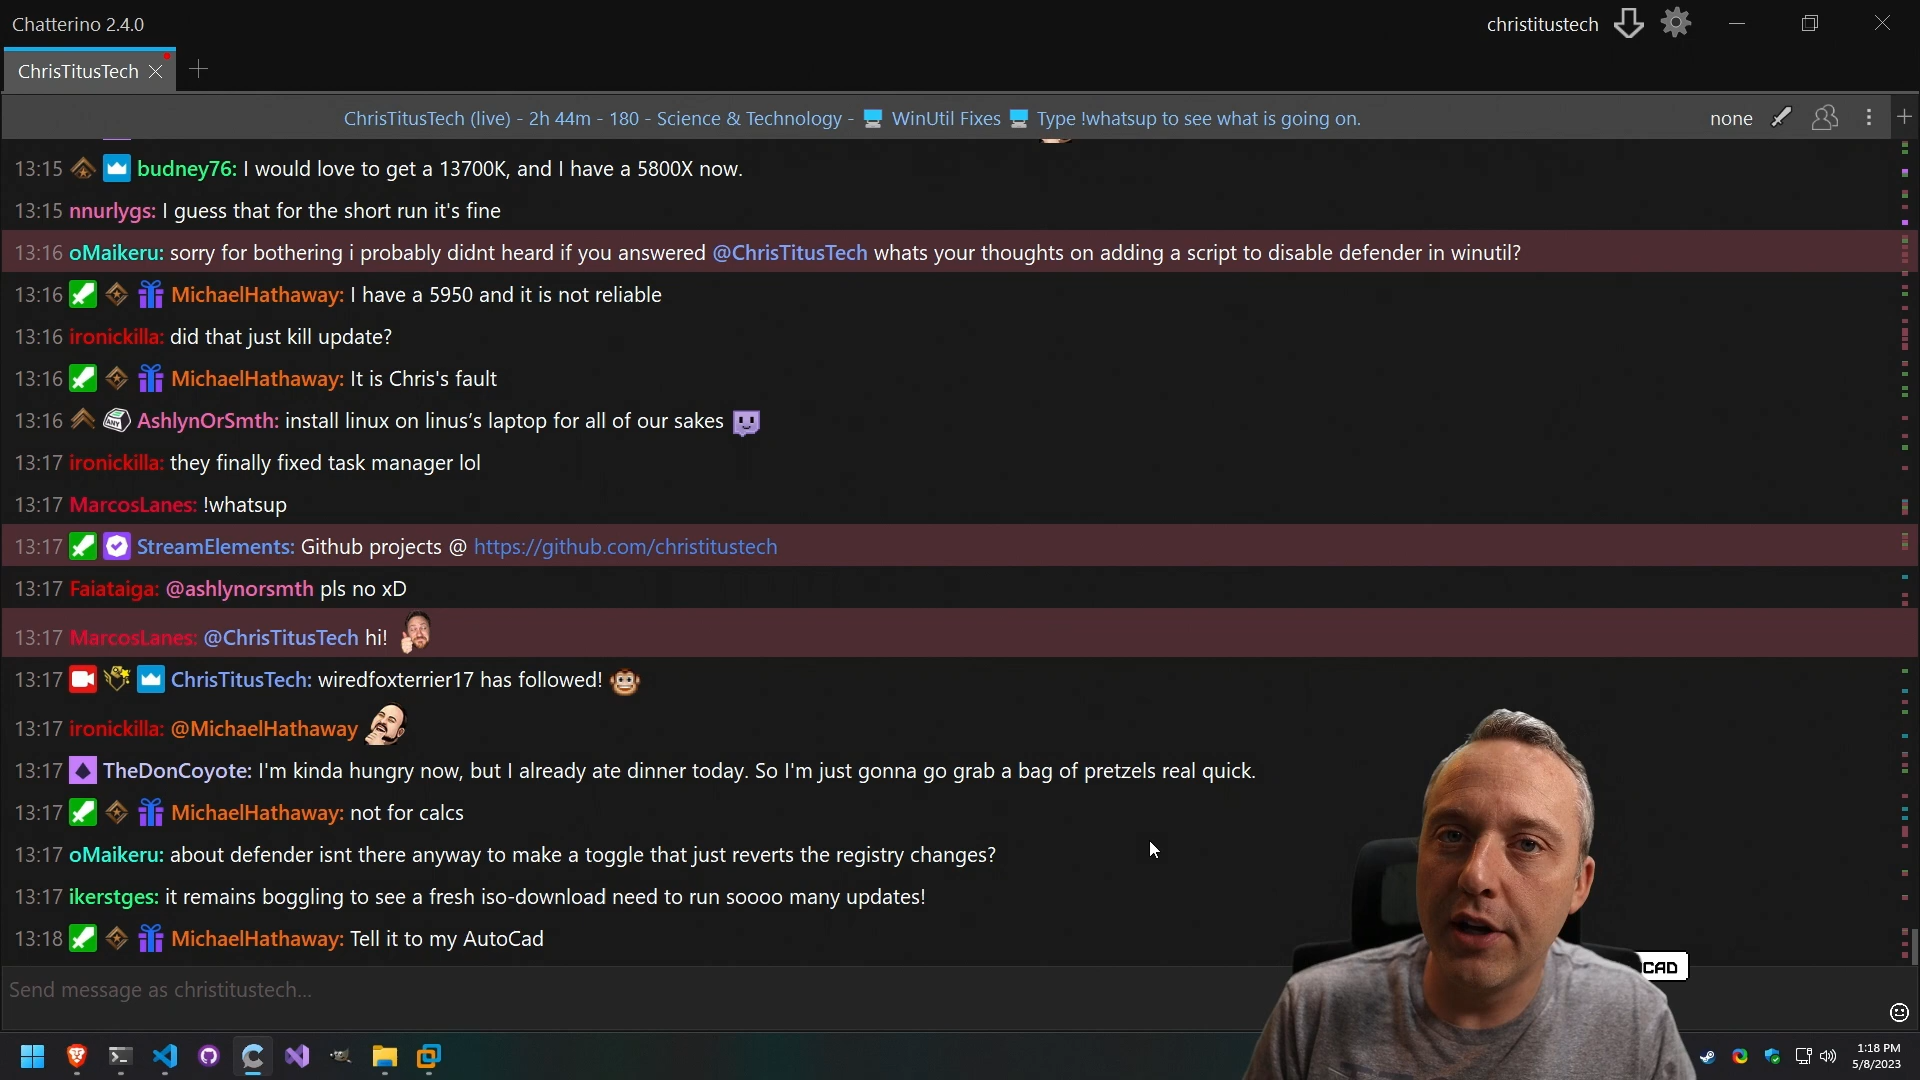 Chatterino 2.4.0
christitustech
ChrisTitusTech
ChrisTitusTech (live) - 2h 44m - 180 - Science & Technology - WinUtil Fixes Type !whatsup to see what is going on.
none
13:15 budney76: I would love to get a 13700K, and I have a 5800X now.
13:15 nnurlygs: I guess that for the short run it's fine
13:16 oMaikeru: sorry for bothering i probably didnt heard if you answered @ChrisTitusTech whats your thoughts on adding a script to disable defender in winutil?
13:16 MichaelHathaway: I have a 5950 and it is not reliable
13:16 ironickilla: did that just kill update?
13:16 MichaelHathaway: It is Chris's fault
13:16 ANY AshlynOrSmth: install linux on linus’s laptop for all of our sakes
13:17 ironickilla: they finally fixed task manager lol
13:17 MarcosLanes: !whatsup
13:17 StreamElements: Github projects @ https://github.com/christitustech
13:17 Faiataiga: @ashlynorsmth pls no xD
13:17 MarcosLanes: @ChrisTitusTech hi!
13:17 ChrisTitusTech: wiredfoxterrier17 has followed!
13:17 ironickilla: @MichaelHathaway
13:17 TheDonCoyote: I'm kinda hungry now, but I already ate dinner today. So I'm just gonna go grab a bag of pretzels real quick.
13:17 MichaelHathaway: not for calcs
13:17 oMaikeru: about defender isnt there anyway to make a toggle that just reverts the registry changes?
13:17 ikerstges: it remains boggling to see a fresh iso-download need to run soooo many updates!
13:18 MichaelHathaway: Tell it to my AutoCad
CAD
Send message as christitustech...
1:18 PM
5/8/2023